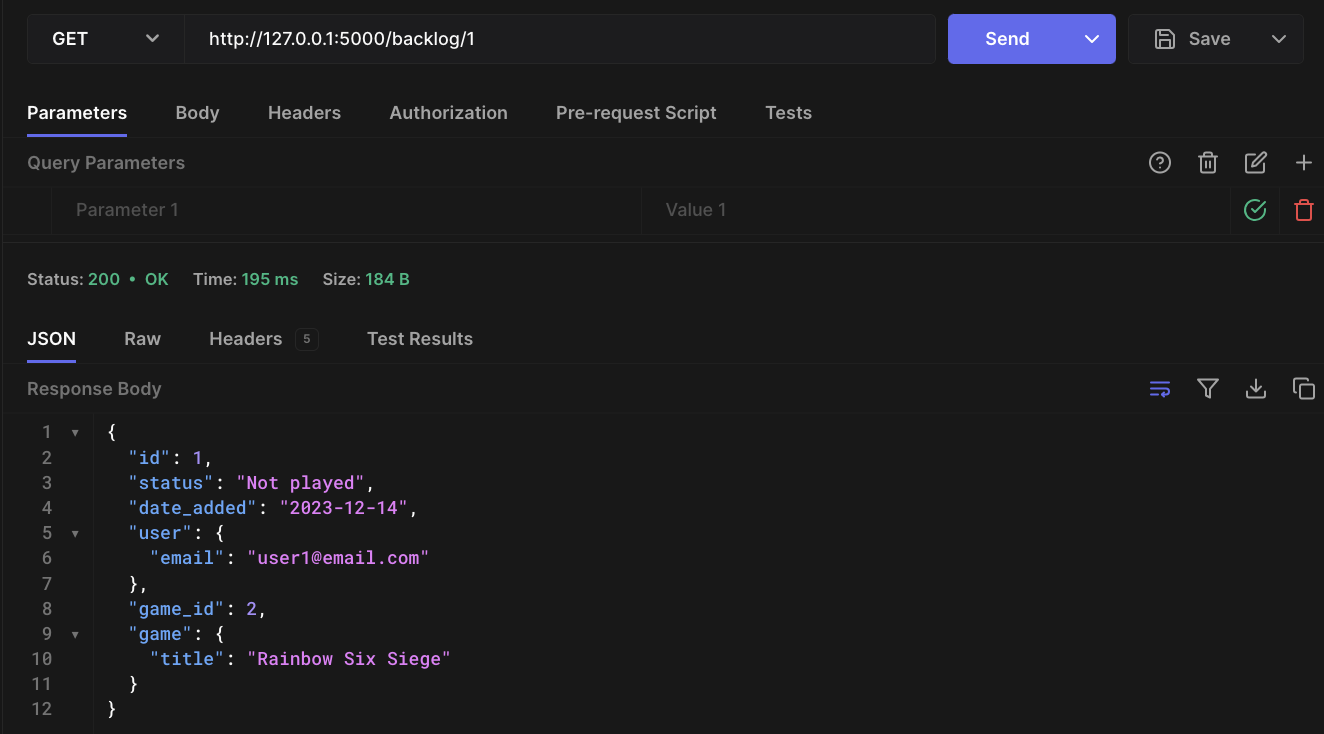 GET http://127.0.0.1:5000/backlog/1 Send Save
Parameters Body Headers Authorization Pre-request Script Tests
Query Parameters
Parameter 1 Value 1
Status: 200 • OK Time: 195 ms Size: 184 B
JSON Raw Headers 5 Test Results
Response Body
1 {
2 "id": 1,
3 "status": "Not played",
4 "date_added": "2023-12-14",
5 "user": {
6 "email": "user1@email.com"
7 },
8 "game_id": 2,
9 "game": {
10 "title": "Rainbow Six Siege"
11 }
12 }